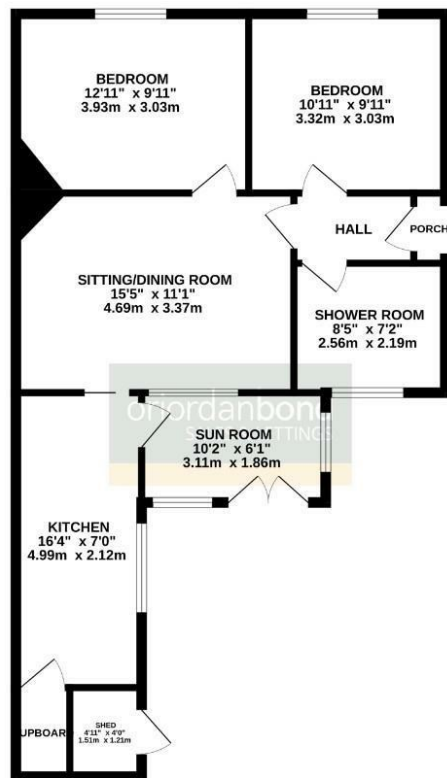 BEDROOM
12'11" x 9'11"
3.93m x 3.03m
BEDROOM
10'11" x 9'11"
3.32m x 3.03m
HALL
PORCH
SITTING/DINING ROOM
15'5" x 11'1"
4.69m x 3.37m
SHOWER ROOM
8'5" x 7'2"
2.56m x 2.19m
oriordanbond
SUN ROOM
10'2" x 6'1"
3.11m x 1.86m
KITCHEN
16'4" x 7'0"
4.99m x 2.12m
SHED
4'11" x 4'0"
1.51m x 1.21m
UPBOARD